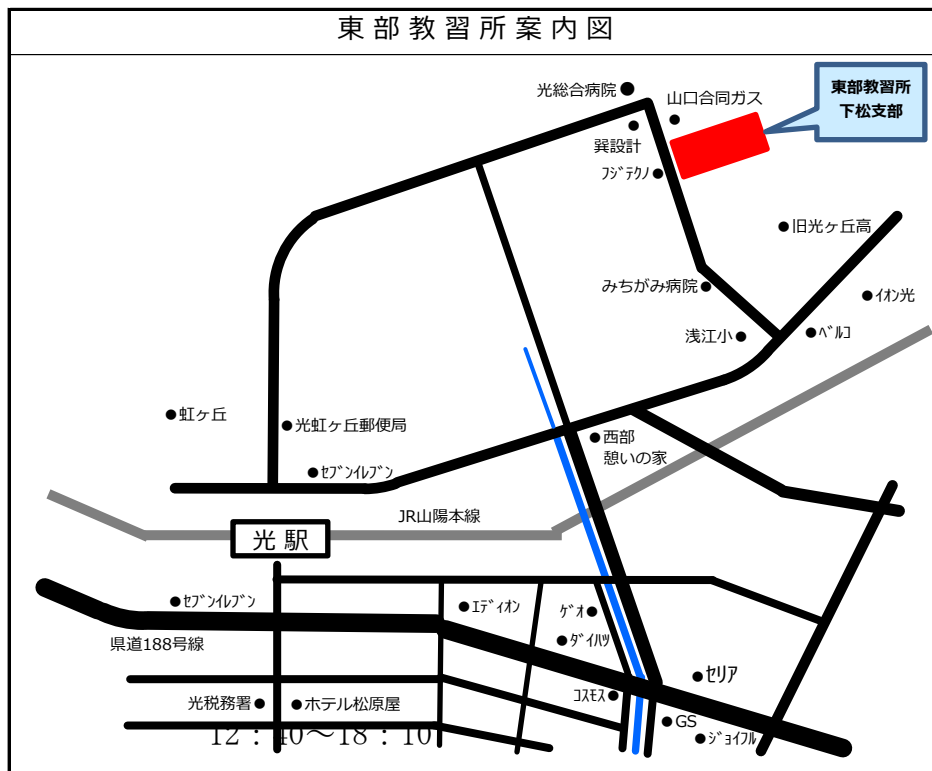 東部教習所案内図
光総合病院
山口合同ガス
東部教習所
下松支部
巽設計
ﾌｼﾞﾃｸﾉ
旧光ヶ丘高
みちがみ病院
ｲｵﾝ光
浅江小
ﾍﾞﾙｺ
虹ヶ丘
光虹ヶ丘郵便局
西部
憩いの家
ｾﾌﾞﾝｲﾚﾌﾞﾝ
JR山陽本線
光駅
ｾﾌﾞﾝｲﾚﾌﾞﾝ
ｴﾃﾞｨｵﾝ
ｹﾞｵ
県道188号線
ﾀﾞｲﾊﾂ
セリア
光税務署
ホテル松原屋
ｺｽﾓｽ
GS
ｼﾞｮｲﾌﾙ
12：40～18：10